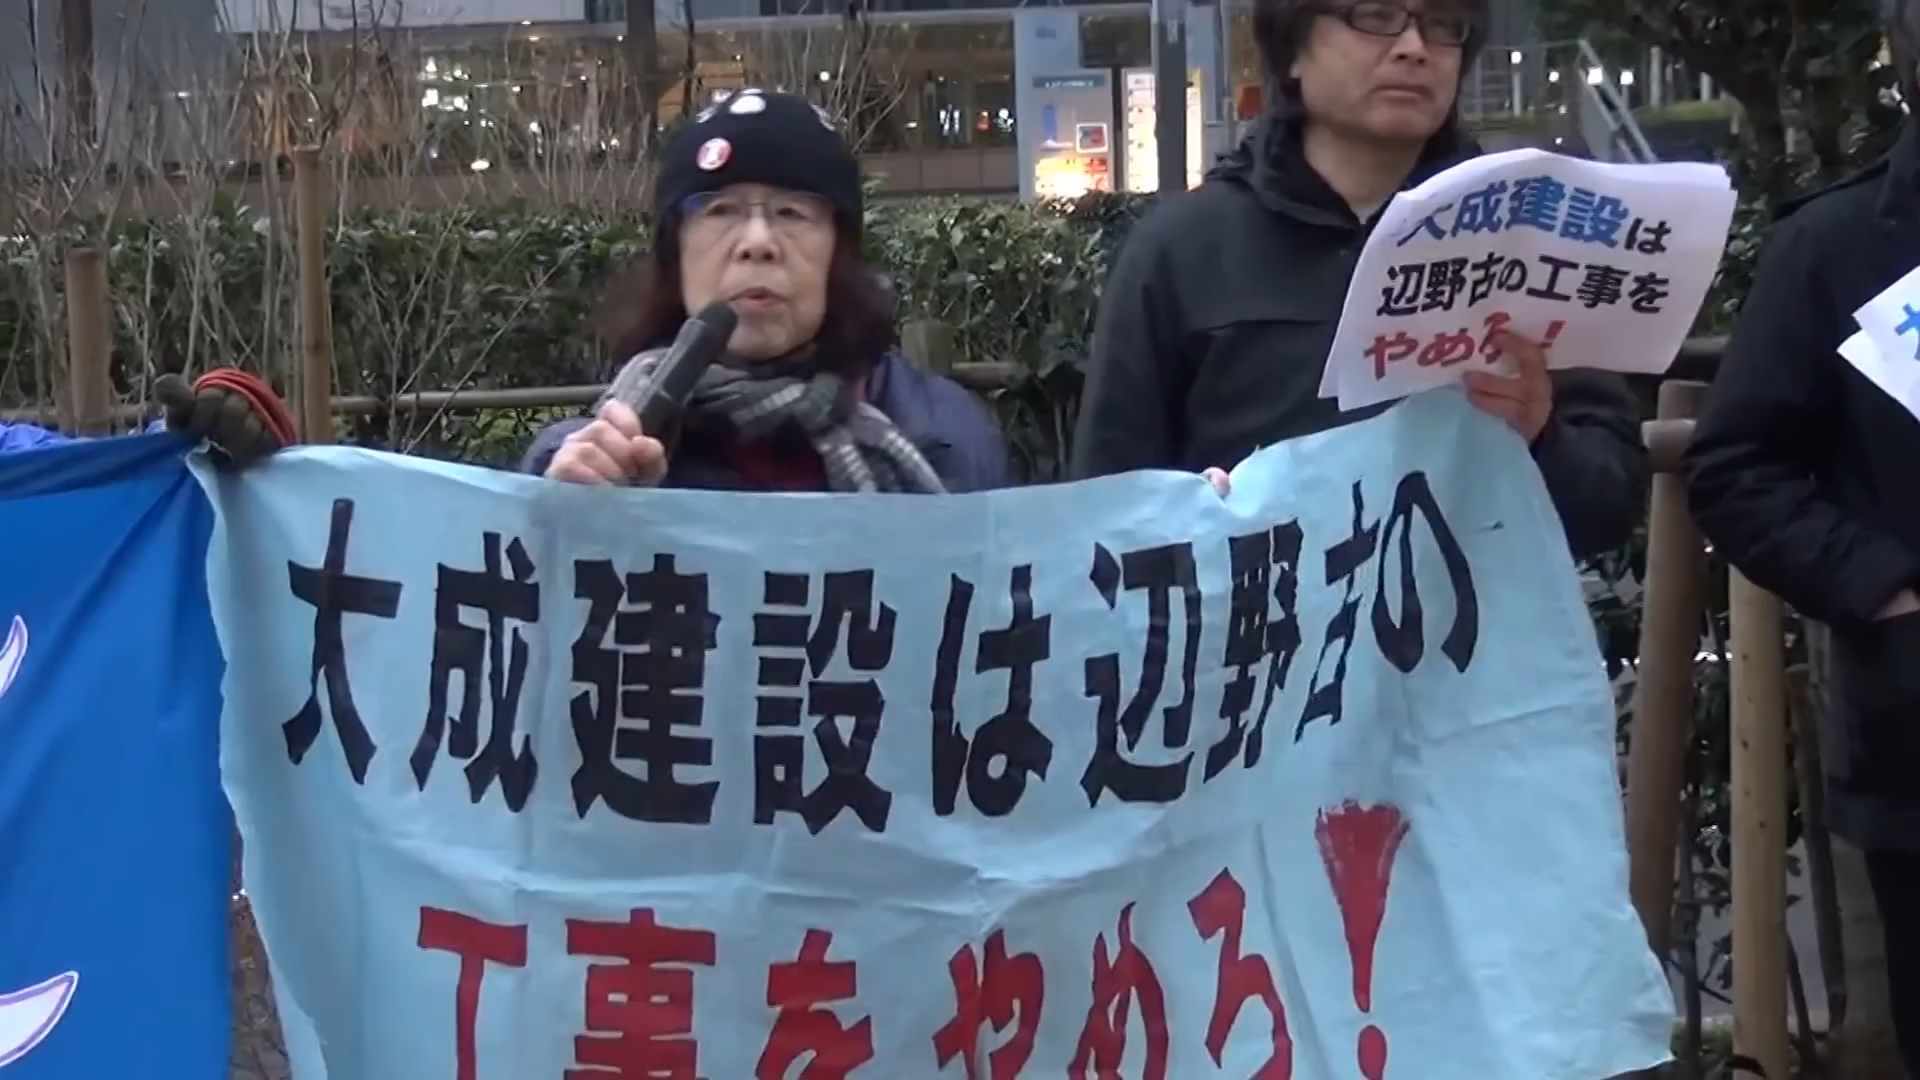 大成建設は
辺野古の工事を
やめろ!
大成建設は辺野古の
工事をやめろ!